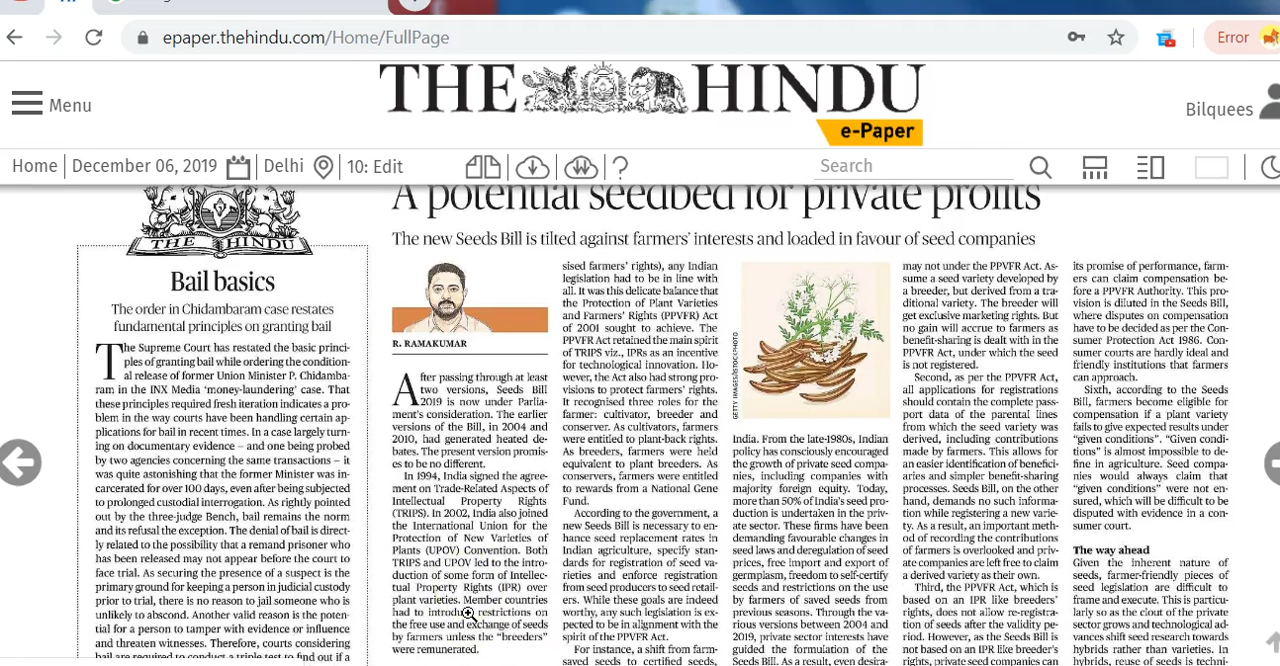 epaper.thehindu.com/Home/FullPage
Error
Menu
THE HINDU
e-Paper
Bilquees
Home
December 06, 2019
Delhi
10: Edit
Search
THE HINDU
Bail basics
The order in Chidambaram case restates
fundamental principles on granting bail
The Supreme Court has restated the basic princi-
ples of granting bail while ordering the condition-
al release of former Union Minister P. Chidamba-
ram in the INX Media ‘money-laundering’ case. That
these principles required fresh iteration indicates a pro-
blem in the way courts have been handling certain ap-
plications for bail in recent times. In a case largely turn-
ing on documentary evidence – and one being probed
by two agencies concerning the same transactions – it
was quite astonishing that the former Minister was in-
carcerated for over 100 days, even after being subjected
to prolonged custodial interrogation. As rightly pointed
out by the three-judge Bench, bail remains the norm
and its refusal the exception. The denial of bail is direct-
ly related to the possibility that a remand prisoner who
has been released may not appear before the court to
face trial. As securing the presence of a suspect is the
primary ground for keeping a person in judicial custody
prior to trial, there is no reason to jail someone who is
unlikely to abscond. Another valid reason is the poten-
tial for a person to tamper with evidence or influence
and threaten witnesses. Therefore, courts considering
bail are required to conduct a triple test to find out if a
A potential seedbed for private profits
The new Seeds Bill is tilted against farmers’ interests and loaded in favour of seed companies
R. RAMAKUMAR
After passing through at least
two versions, Seeds Bill
2019 is now under Parlia-
ment’s consideration. The earlier
versions of the Bill, in 2004 and
2010, had generated heated de-
bates. The present version promis-
es to be no different.
In 1994, India signed the agree-
ment on Trade-Related Aspects of
Intellectual Property Rights
(TRIPS). In 2002, India also joined
the International Union for the
Protection of New Varieties of
Plants (UPOV) Convention. Both
TRIPS and UPOV led to the intro-
duction of some form of Intellec-
tual Property Rights (IPR) over
plant varieties. Member countries
had to introduce restrictions on
the free use and exchange of seeds
by farmers unless the “breeders”
were remunerated.
sised farmers’ rights), any Indian
legislation had to be in line with
all. It was this delicate balance that
the Protection of Plant Varieties
and Farmers’ Rights (PPVFR) Act
of 2001 sought to achieve. The
PPVFR Act retained the main spirit
of TRIPS viz., IPRs as an incentive
for technological innovation. Ho-
wever, the Act also had strong pro-
visions to protect farmers’ rights.
It recognised three roles for the
farmer: cultivator, breeder and
conserver. As cultivators, farmers
were entitled to plant-back rights.
As breeders, farmers were held
equivalent to plant breeders. As
conservers, farmers were entitled
to rewards from a National Gene
Fund.
According to the government, a
new Seeds Bill is necessary to en-
hance seed replacement rates in
Indian agriculture, specify stan-
dards for registration of seed va-
rieties and enforce registration
from seed producers to seed retail-
ers. While these goals are indeed
worthy, any such legislation is ex-
pected to be in alignment with the
spirit of the PPVFR Act.
For instance, a shift from farm-
saved seeds to certified seeds,
GETTY IMAGES/ISTOCKPHOTO
India. From the late-1980s, Indian
policy has consciously encouraged
the growth of private seed compa-
nies, including companies with
majority foreign equity. Today,
more than 50% of India’s seed pro-
duction is undertaken in the priv-
ate sector. These firms have been
demanding favourable changes in
seed laws and deregulation of seed
prices, free import and export of
germplasm, freedom to self-certify
seeds and restrictions on the use
by farmers of saved seeds from
previous seasons. Through the va-
rious versions between 2004 and
2019, private sector interests have
guided the formulation of the
Seeds Bill. As a result, even desira-
may not under the PPVFR Act. As-
sume a seed variety developed by
a breeder, but derived from a tra-
ditional variety. The breeder will
get exclusive marketing rights. But
no gain will accrue to farmers as
benefit-sharing is dealt with in the
PPVFR Act, under which the seed
is not registered.
Second, as per the PPVFR Act,
all applications for registrations
should contain the complete pass-
port data of the parental lines
from which the seed variety was
derived, including contributions
made by farmers. This allows for
an easier identification of benefici-
aries and simpler benefit-sharing
processes. Seeds Bill, on the other
hand, demands no such informa-
tion while registering a new varie-
ty. As a result, an important meth-
od of recording the contributions
of farmers is overlooked and priv-
ate companies are left free to claim
a derived variety as their own.
Third, the PPVFR Act, which is
based on an IPR like breeders’
rights, does not allow re-registra-
tion of seeds after the validity pe-
riod. However, as the Seeds Bill is
not based on an IPR like breeder’s
rights, private seed companies can
its promise of performance, farm-
ers can claim compensation be-
fore a PPVFR Authority. This pro-
vision is diluted in the Seeds Bill,
where disputes on compensation
have to be decided as per the Con-
sumer Protection Act 1986. Con-
sumer courts are hardly ideal and
friendly institutions that farmers
can approach.
Sixth, according to the Seeds
Bill, farmers become eligible for
compensation if a plant variety
fails to give expected results under
“given conditions”. “Given condi-
tions” is almost impossible to de-
fine in agriculture. Seed compa-
nies would always claim that
“given conditions” were not en-
sured, which will be difficult to be
disputed with evidence in a con-
sumer court.
The way ahead
Given the inherent nature of
seeds, farmer-friendly pieces of
seed legislation are difficult to
frame and execute. This is particu-
larly so as the clout of the private
sector grows and technological ad-
vances shift seed research towards
hybrids rather than varieties. In
hybrids, reuse of seeds is